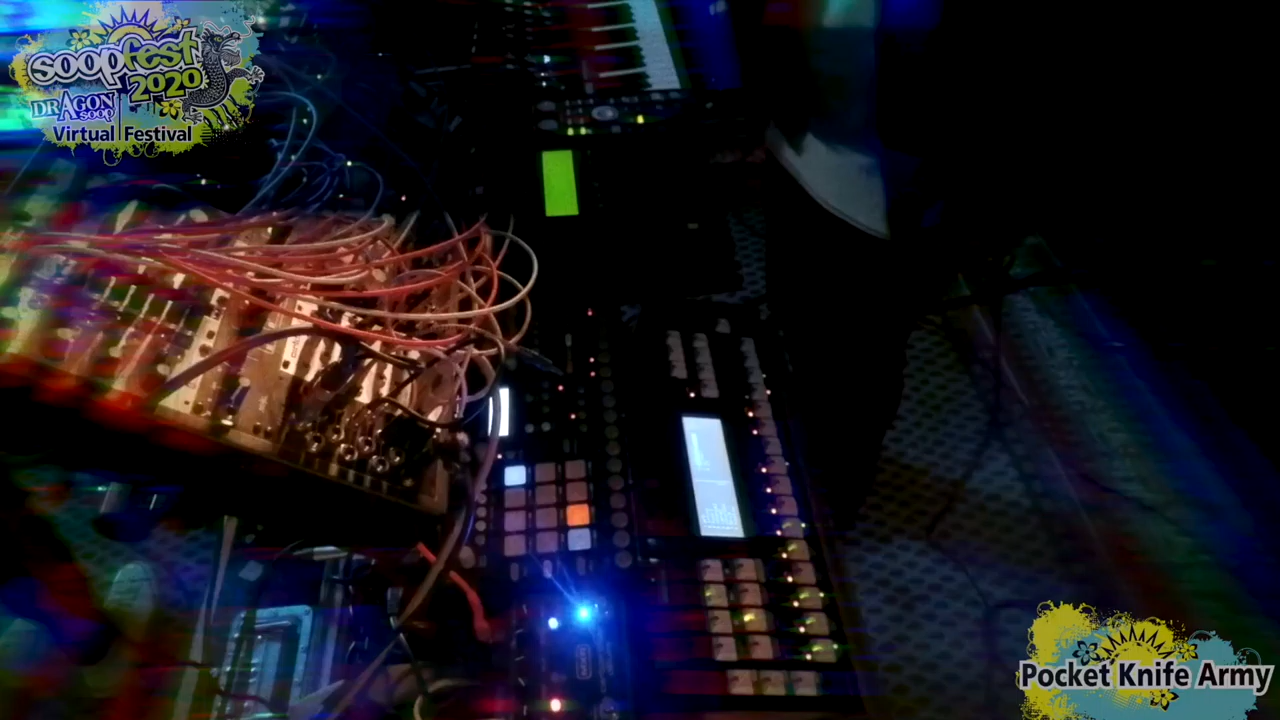 soopfest
2020
DRAGON
soop
Virtual Festival
Pocket Knife Army